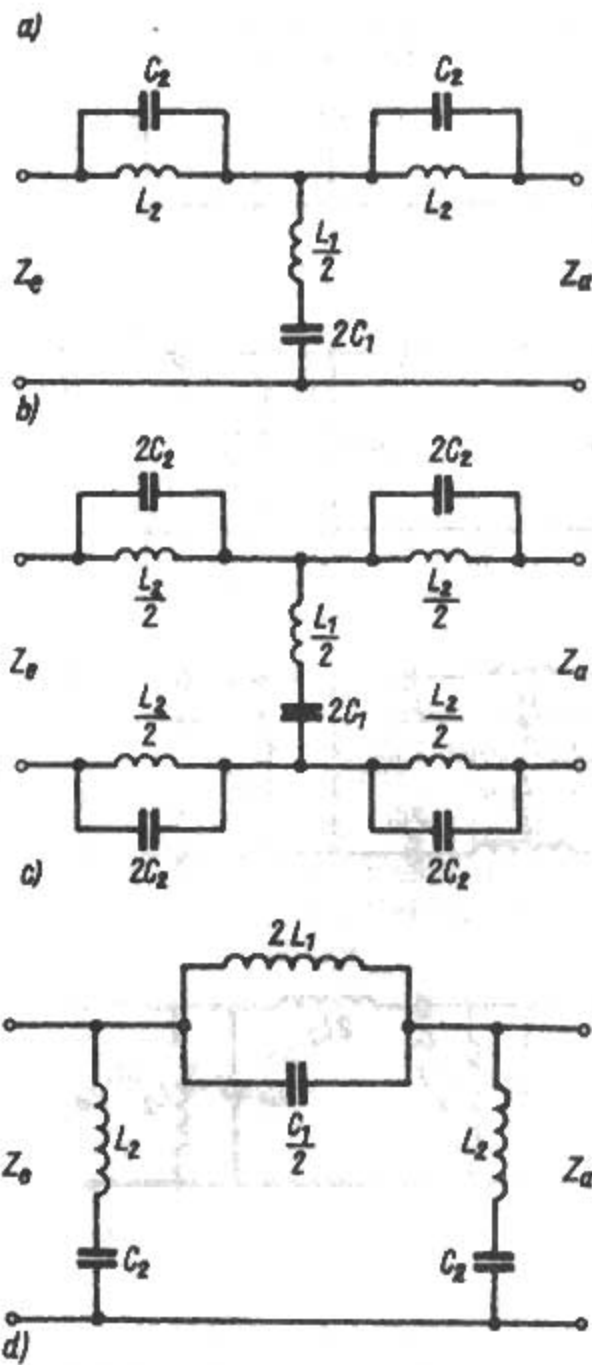 a)
C₂ C₂
L₂ L₂
L₁/2
Zₑ Zₐ
2C₁
b)
2C₂ 2C₂
L₂/2 L₂/2
L₁/2
Zₑ Zₐ
L₂/2 2C₁ L₂/2
2C₂ 2C₂
c)
2L₁
C₁/2
L₂ L₂
Zₑ Zₐ
C₂ C₂
d)